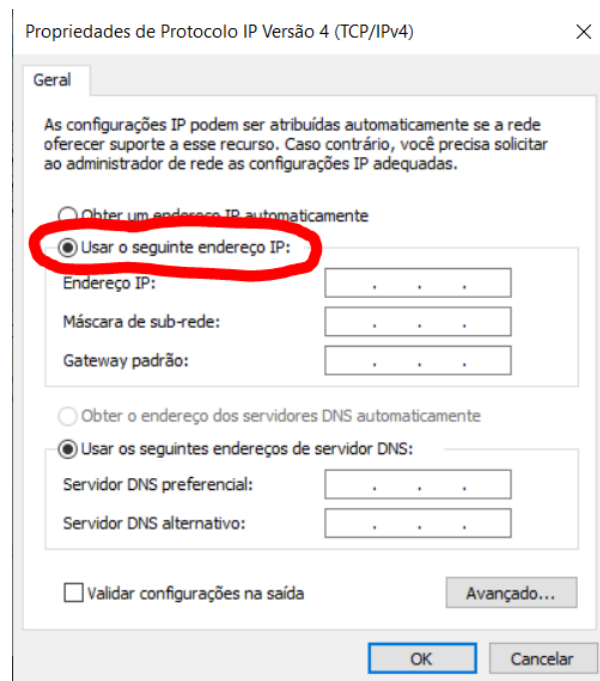 Propriedades de Protocolo IP Versão 4 (TCP/IPv4)
Geral
As configurações IP podem ser atribuídas automaticamente se a rede
oferecer suporte a esse recurso. Caso contrário, você precisa solicitar
ao administrador de rede as configurações IP adequadas.
Obter um endereço IP automaticamente
Usar o seguinte endereço IP:
Endereço IP:
Máscara de sub-rede:
Gateway padrão:
Obter o endereço dos servidores DNS automaticamente
Usar os seguintes endereços de servidor DNS:
Servidor DNS preferencial:
Servidor DNS alternativo:
Validar configurações na saída
Avançado...
OK
Cancelar